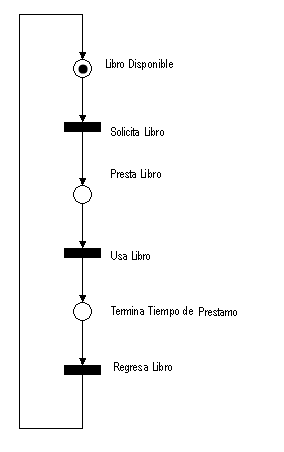 Libro Disponible
Solicita Libro
Presta Libro
Usa Libro
Termina Tiempo de Prestamo
Regresa Libro